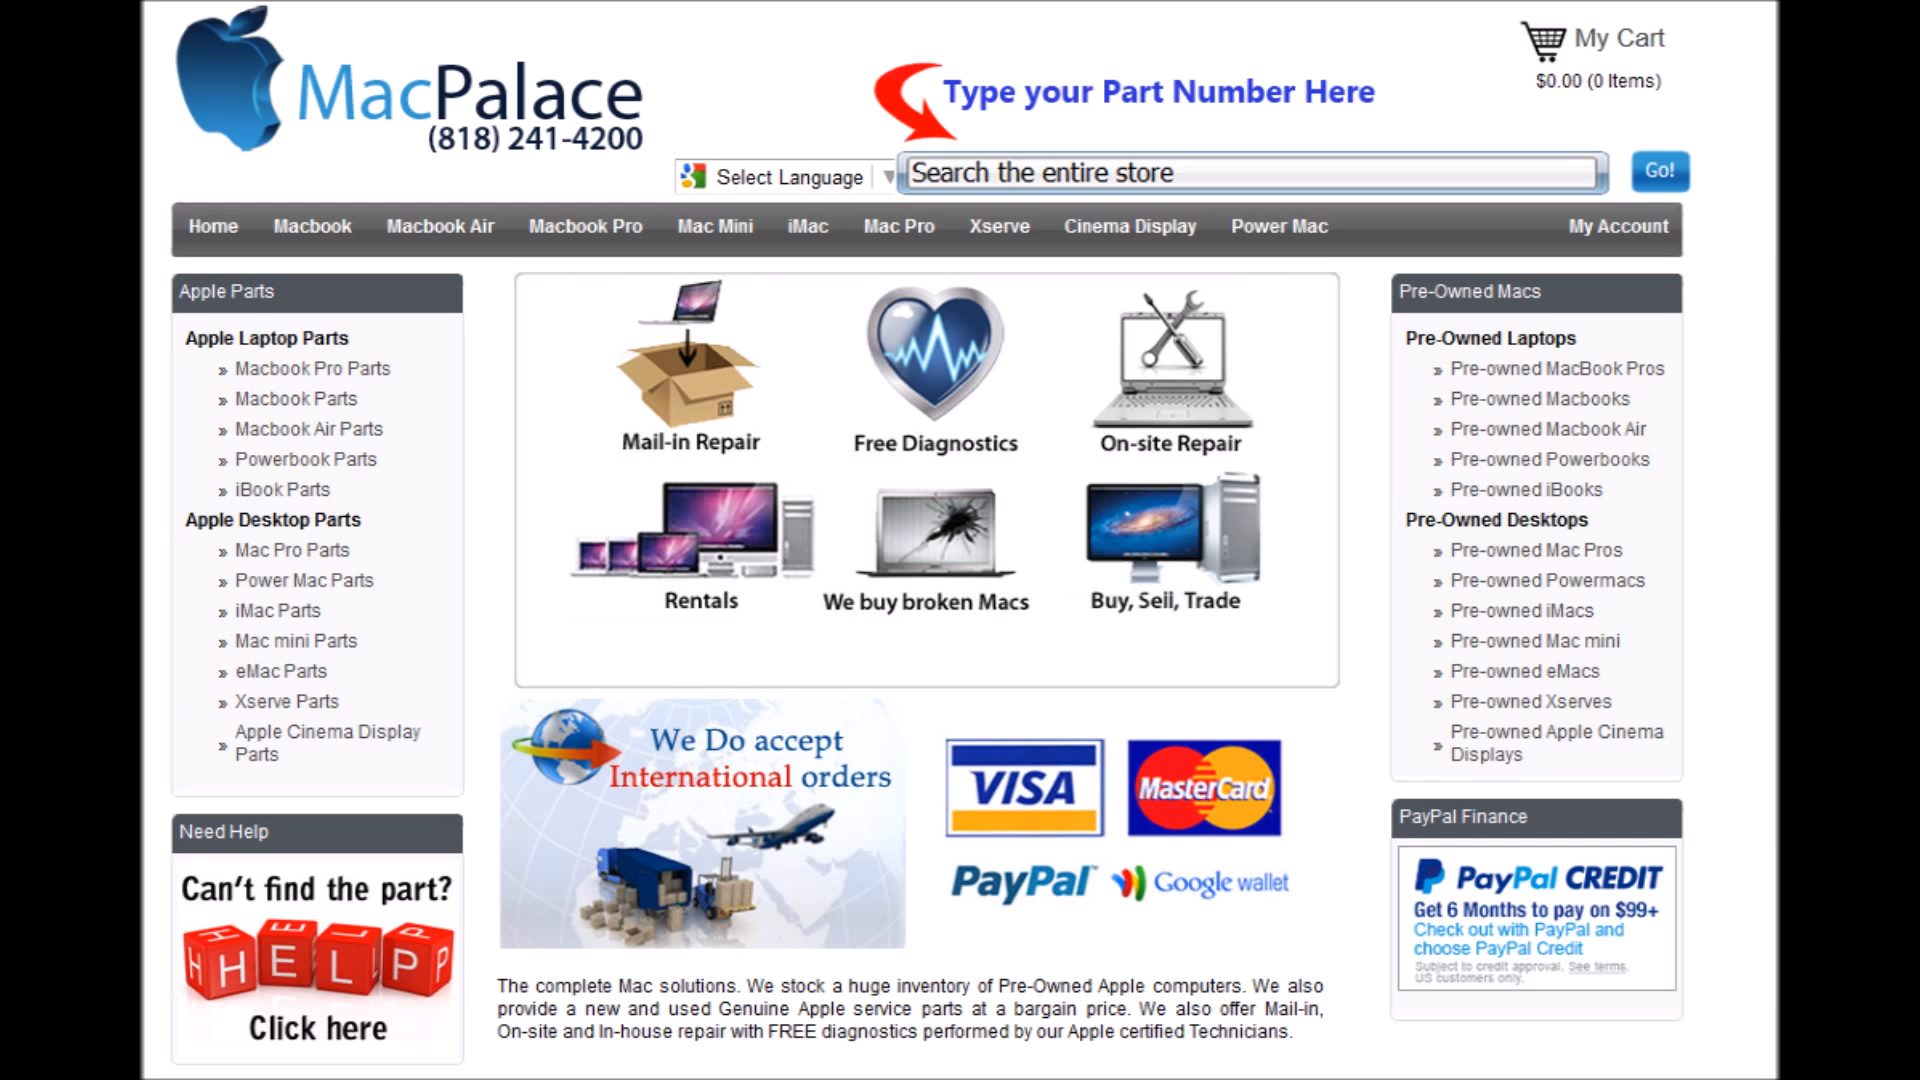 MacPalace
(818) 241-4200
Type your Part Number Here
My Cart
$0.00 (0 Items)
Select Language
Search the entire store
Go!
Home Macbook Macbook Air Macbook Pro Mac Mini iMac Mac Pro Xserve Cinema Display Power Mac My Account
Apple Parts
Apple Laptop Parts
» Macbook Pro Parts
» Macbook Parts
» Macbook Air Parts
» Powerbook Parts
» iBook Parts
Apple Desktop Parts
» Mac Pro Parts
» Power Mac Parts
» iMac Parts
» Mac mini Parts
» eMac Parts
» Xserve Parts
» Apple Cinema Display
Parts
Need Help
Can't find the part?
HELP
Click here
Mail-in Repair
Free Diagnostics
On-site Repair
Rentals
We buy broken Macs
Buy, Sell, Trade
We Do accept
International orders
VISA
MasterCard
PayPal
Google wallet
The complete Mac solutions. We stock a huge inventory of Pre-Owned Apple computers. We also
provide a new and used Genuine Apple service parts at a bargain price. We also offer Mail-in,
On-site and In-house repair with FREE diagnostics performed by our Apple certified Technicians.
Pre-Owned Macs
Pre-Owned Laptops
» Pre-owned MacBook Pros
» Pre-owned Macbooks
» Pre-owned Macbook Air
» Pre-owned Powerbooks
» Pre-owned iBooks
Pre-Owned Desktops
» Pre-owned Mac Pros
» Pre-owned Powermacs
» Pre-owned iMacs
» Pre-owned Mac mini
» Pre-owned eMacs
» Pre-owned Xserves
» Pre-owned Apple Cinema
Displays
PayPal Finance
PayPal CREDIT
Get 6 Months to pay on $99+
Check out with PayPal and
choose PayPal Credit
Subject to credit approval. See terms.
US customers only.